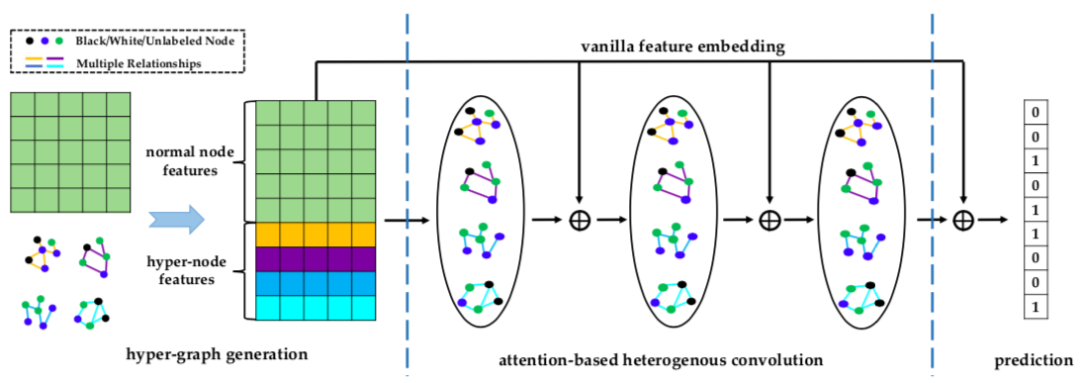 Black/White/Unlabeled Node
Multiple Relationships
vanilla feature embedding
normal node
features
hyper-node
features
0
0
1
0
1
1
0
0
1
hyper-graph generation
attention-based heterogenous convolution
prediction